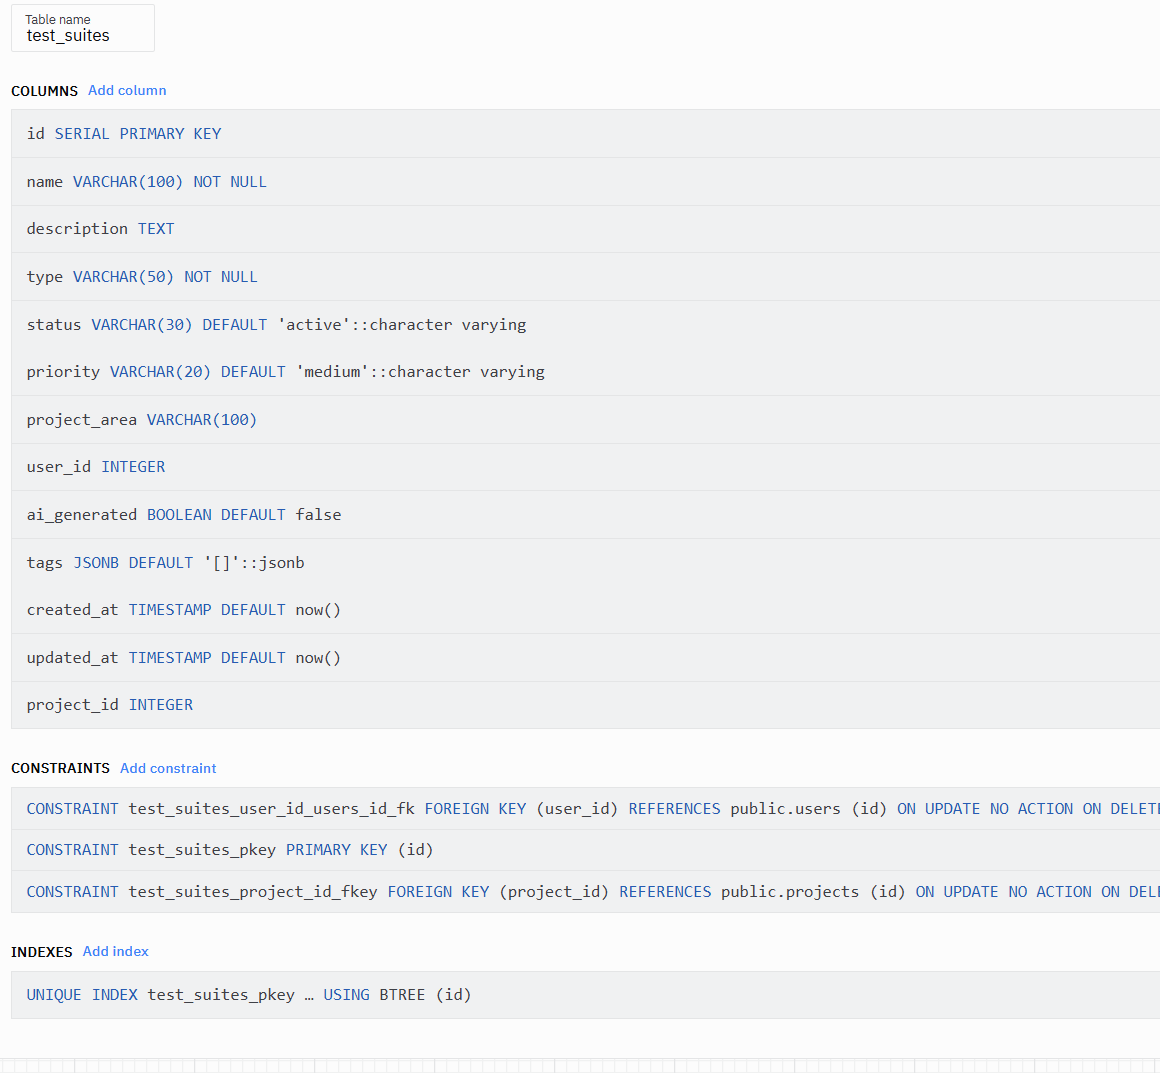 Table name
test_suites
COLUMNS Add column
id SERIAL PRIMARY KEY
name VARCHAR(100) NOT NULL
description TEXT
type VARCHAR(50) NOT NULL
status VARCHAR(30) DEFAULT 'active'::character varying
priority VARCHAR(20) DEFAULT 'medium'::character varying
project_area VARCHAR(100)
user_id INTEGER
ai_generated BOOLEAN DEFAULT false
tags JSONB DEFAULT '[]'::jsonb
created_at TIMESTAMP DEFAULT now()
updated_at TIMESTAMP DEFAULT now()
project_id INTEGER
CONSTRAINTS Add constraint
CONSTRAINT test_suites_user_id_users_id_fk FOREIGN KEY (user_id) REFERENCES public.users (id) ON UPDATE NO ACTION ON DELETE
CONSTRAINT test_suites_pkey PRIMARY KEY (id)
CONSTRAINT test_suites_project_id_fkey FOREIGN KEY (project_id) REFERENCES public.projects (id) ON UPDATE NO ACTION ON DELE
INDEXES Add index
UNIQUE INDEX test_suites_pkey … USING BTREE (id)